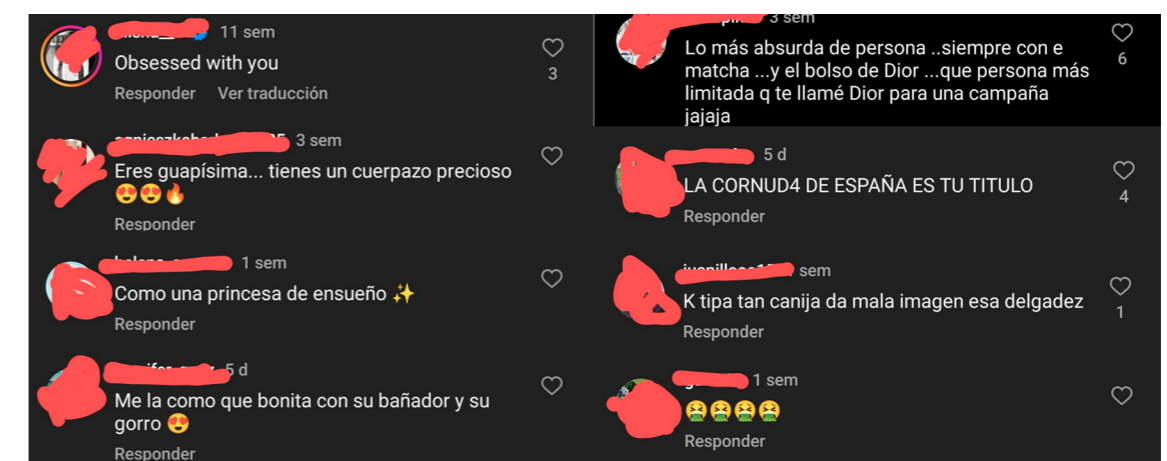 11 sem
Obsessed with you
3
Responder Ver traducción
3 sem
Eres guapísima... tienes un cuerpazo precioso
😍😍🔥
Responder
1 sem
Como una princesa de ensueño ✨
Responder
5 d
Me la como que bonita con su bañador y su
gorro 😍
Responder
3 sem
Lo más absurda de persona ..siempre con e
matcha ...y el bolso de Dior ...que persona más
limitada q te llamé Dior para una campaña
jajaja
6
5 d
LA CORNUD4 DE ESPAÑA ES TU TITULO
4
Responder
sem
K tipa tan canija da mala imagen esa delgadez
1
Responder
1 sem
🤮🤮🤮🤮
Responder